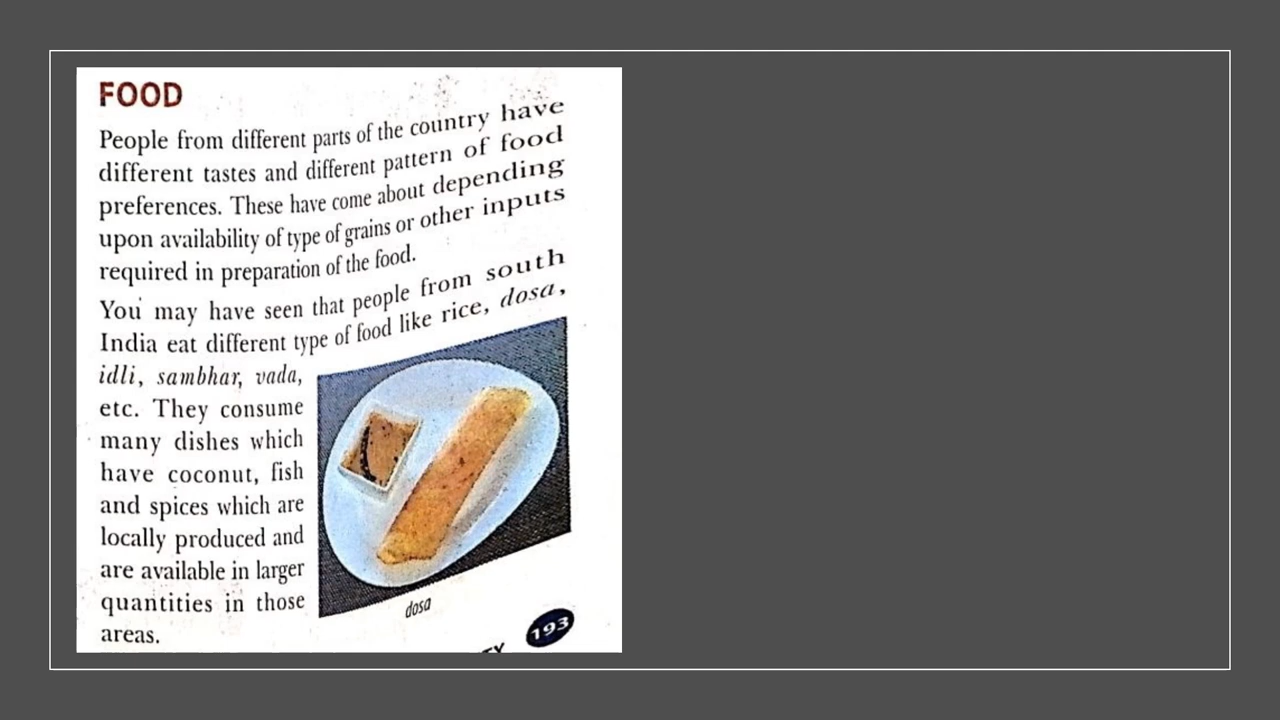 FOOD
People from different parts of the country have
different tastes and different pattern of food
preferences. These have come about depending
upon availability of type of grains or other inputs
required in preparation of the food.
You may have seen that people from south
India eat different type of food like rice, dosa,
idli, sambhar, vada,
etc. They consume
many dishes which
have coconut, fish
and spices which are
locally produced and
are available in larger
quantities in those
areas.
dosa
193